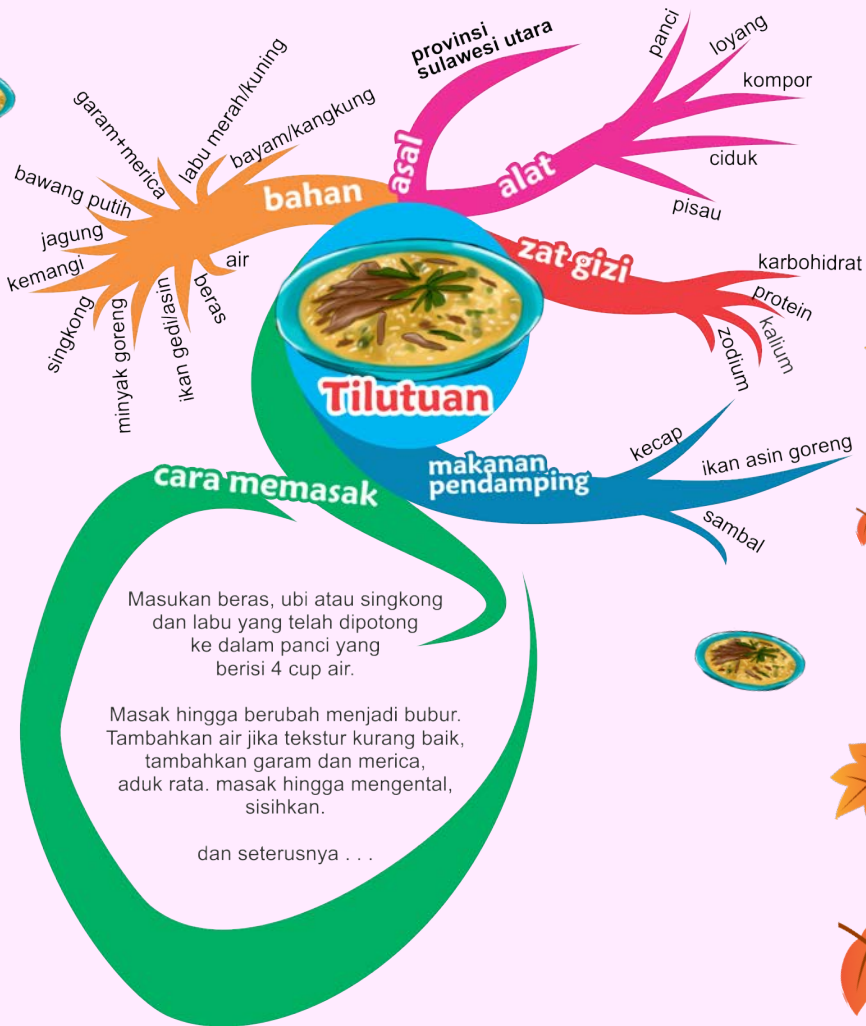 Tilutuan
asal
provinsi
sulawesi utara
alat
panci
loyang
kompor
ciduk
pisau
zat gizi
karbohidrat
protein
kalium
zodium
makanan
pendamping
kecap
ikan asin goreng
sambal
cara memasak
Masukan beras, ubi atau singkong
dan labu yang telah dipotong
ke dalam panci yang
berisi 4 cup air.
Masak hingga berubah menjadi bubur.
Tambahkan air jika tekstur kurang baik,
tambahkan garam dan merica,
aduk rata. masak hingga mengental,
sisihkan.
dan seterusnya . . .
bahan
bayam/kangkung
labu merah/kuning
garam+merica
bawang putih
jagung
kemangi
singkong
minyak goreng
ikan gedilasin
beras
air